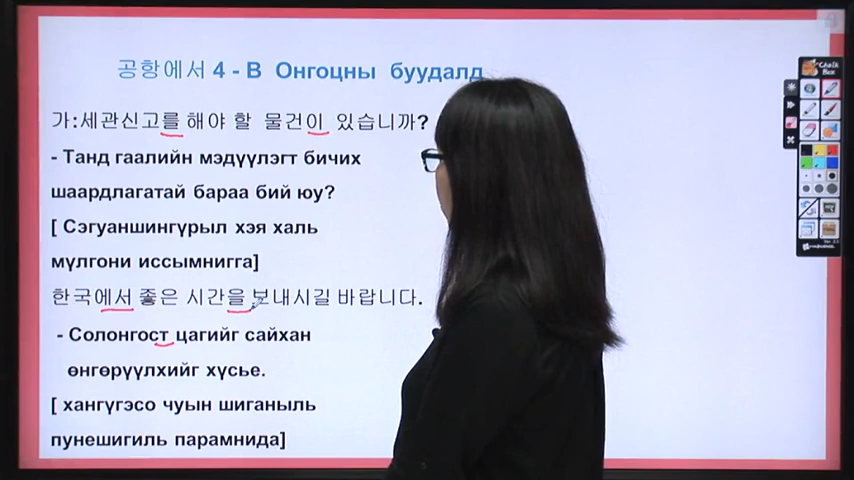 공항에서 4 - В Онгоцны буудалд
가:세관신고를 해야 할 물건이 있습니까?
- Танд гаалийн мэдүүлэгт бичих
шаардлагатай бараа бий юу?
[ Сэгуаншингүрыл хэя халь
мүлгони иссымнигга]
한국에서 좋은 시간을 보내시길 바랍니다.
- Солонгост цагийг сайхан
өнгөрүүлхийг хүсье.
[ хангүгэсо чуын шиганыль
пунешигиль парамнида]
Chalk
Box